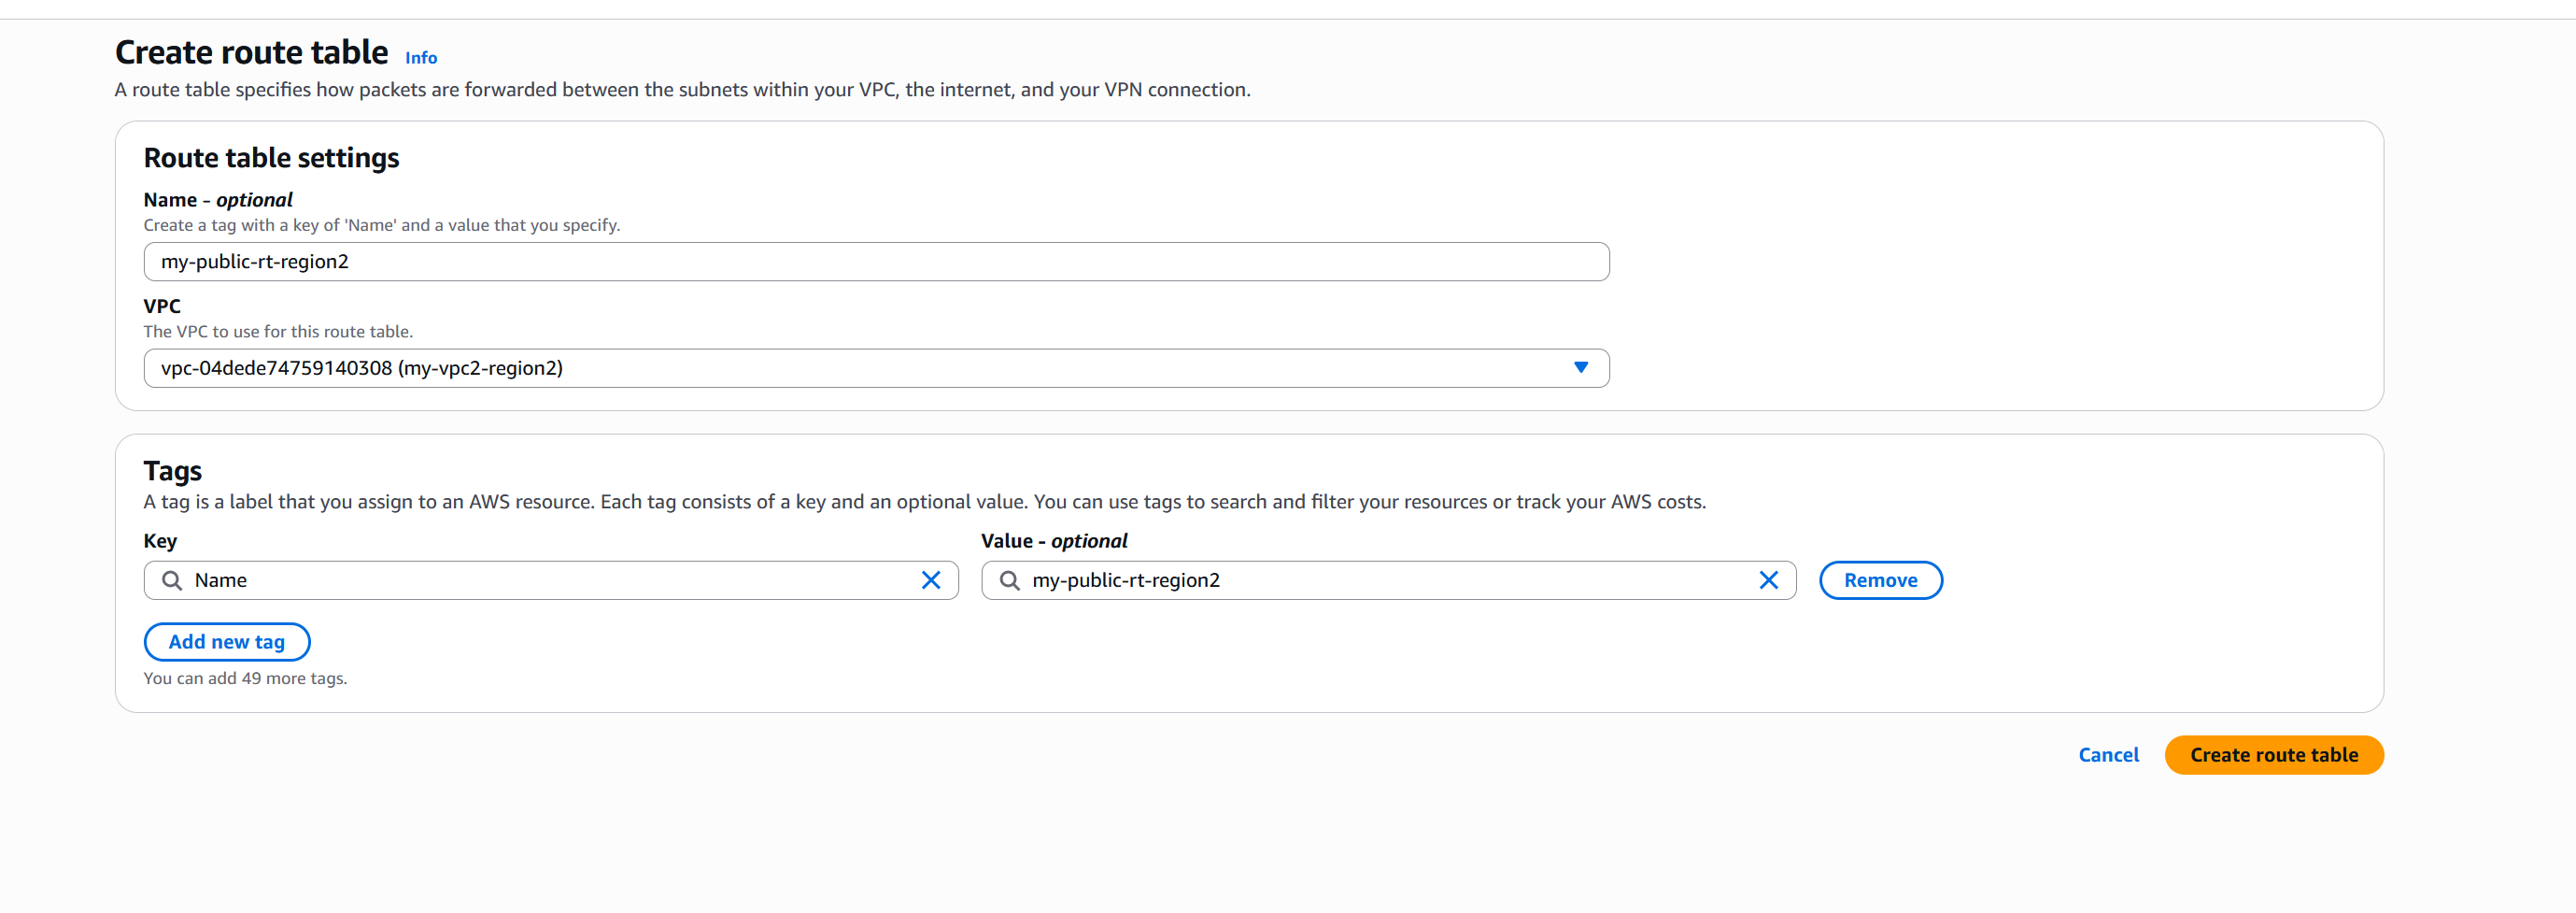 Create route table Info
A route table specifies how packets are forwarded between the subnets within your VPC, the internet, and your VPN connection.
Route table settings
Name - optional
Create a tag with a key of 'Name' and a value that you specify.
my-public-rt-region2
VPC
The VPC to use for this route table.
vpc-04dede74759140308 (my-vpc2-region2)
Tags
A tag is a label that you assign to an AWS resource. Each tag consists of a key and an optional value. You can use tags to search and filter your resources or track your AWS costs.
Key Value - optional
Name my-public-rt-region2 Remove
Add new tag
You can add 49 more tags.
Cancel Create route table